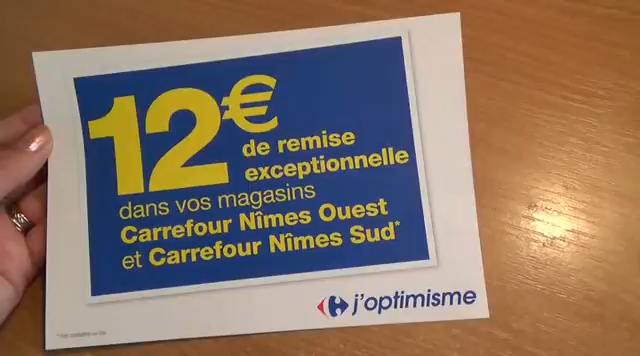 12€
de remise
exceptionnelle
dans vos magasins
Carrefour Nîmes Ouest
et Carrefour Nîmes Sud*
j'optimisme